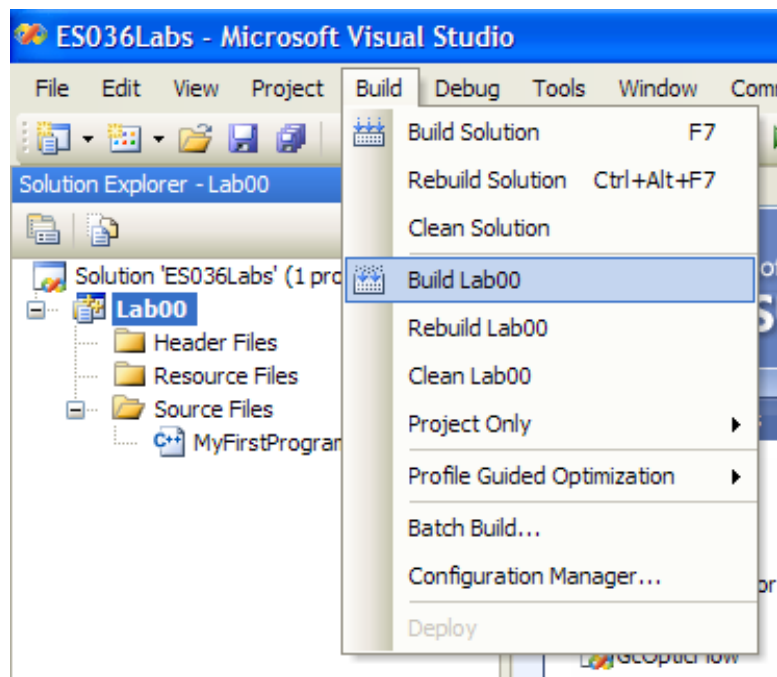 ES036Labs - Microsoft Visual Studio
File Edit View Project Build Debug Tools Window
Build Solution F7
Rebuild Solution Ctrl+Alt+F7
Clean Solution
Build Lab00
Rebuild Lab00
Clean Lab00
Project Only
Profile Guided Optimization
Batch Build...
Configuration Manager...
Deploy
Solution Explorer - Lab00
Solution 'ES036Labs' (1 pro
Lab00
Header Files
Resource Files
Source Files
C++ MyFirstProgram